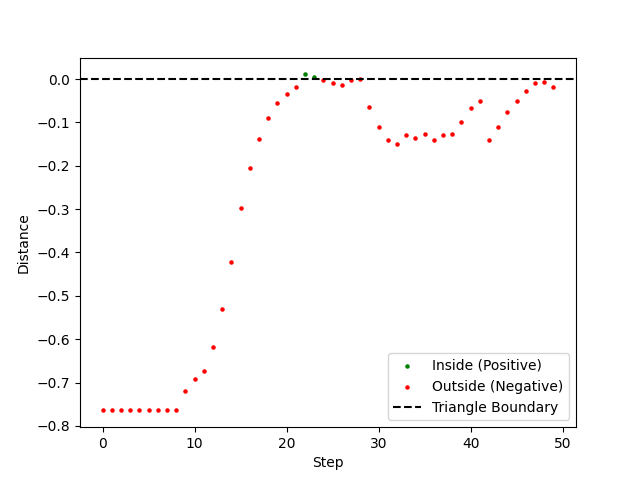 0.0
−0.1
−0.2
−0.3
−0.4
−0.5
−0.6
−0.7
−0.8
Distance
Inside (Positive)
Outside (Negative)
Triangle Boundary
0 10 20 30 40 50
Step